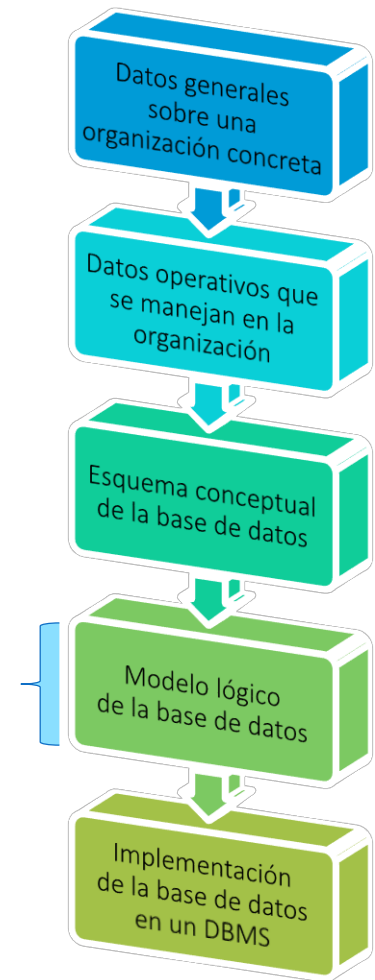 Datos generales
sobre una
organización concreta
Datos operativos que
se manejan en la
organización
Esquema conceptual
de la base de datos
Modelo lógico
de la base de datos
Implementación
de la base de datos
en un DBMS